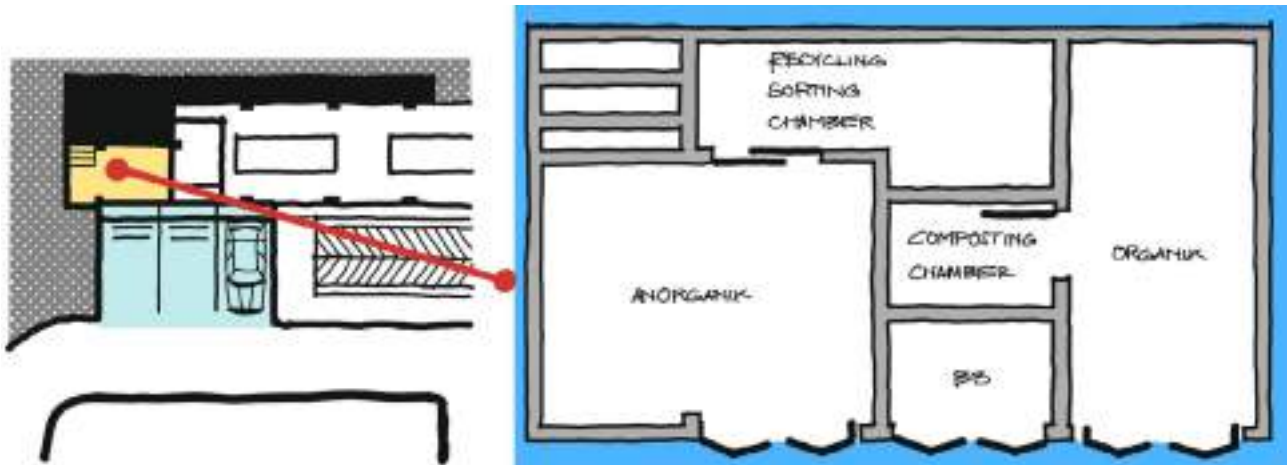 RECYCLING
SORTING
CHAMBER
COMPOSTING
CHAMBER
ORGANIK
ANORGANIK
B3